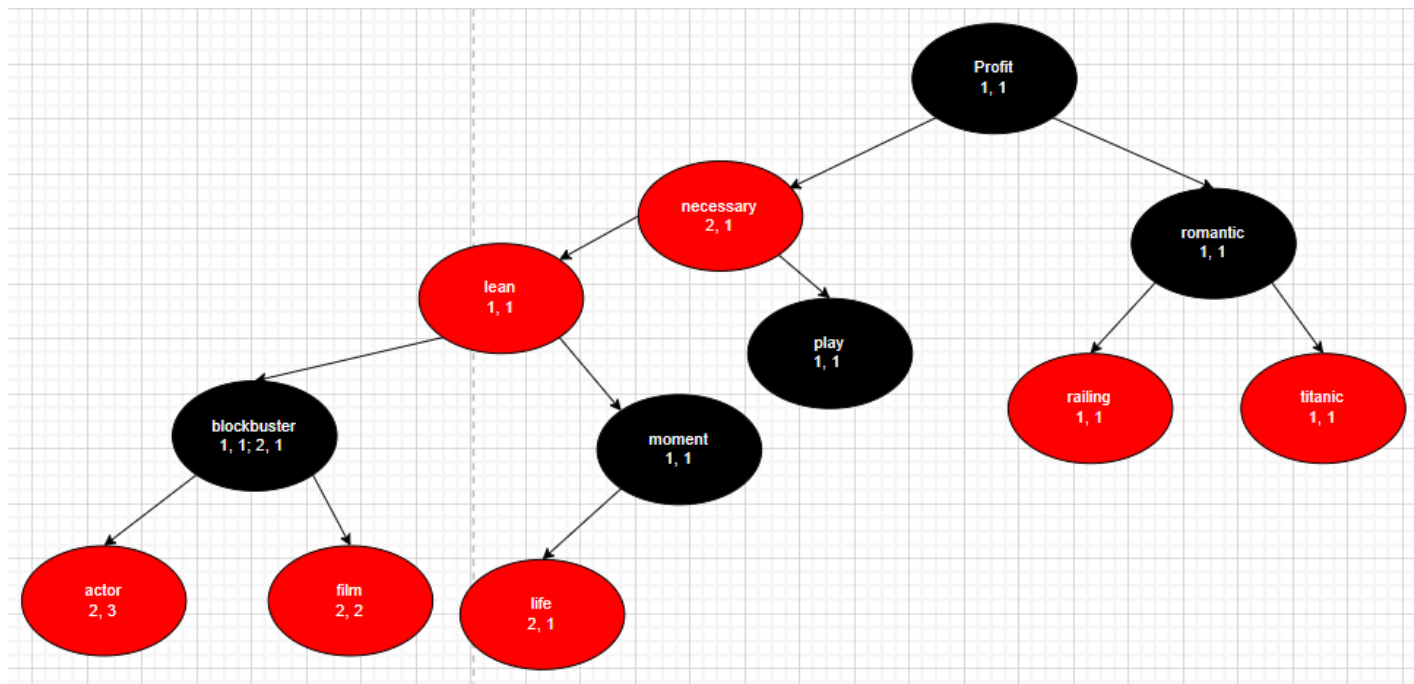 Profit
1, 1
necessary
2, 1
romantic
1, 1
lean
1, 1
play
1, 1
railing
1, 1
titanic
1, 1
blockbuster
1, 1; 2, 1
moment
1, 1
actor
2, 3
film
2, 2
life
2, 1